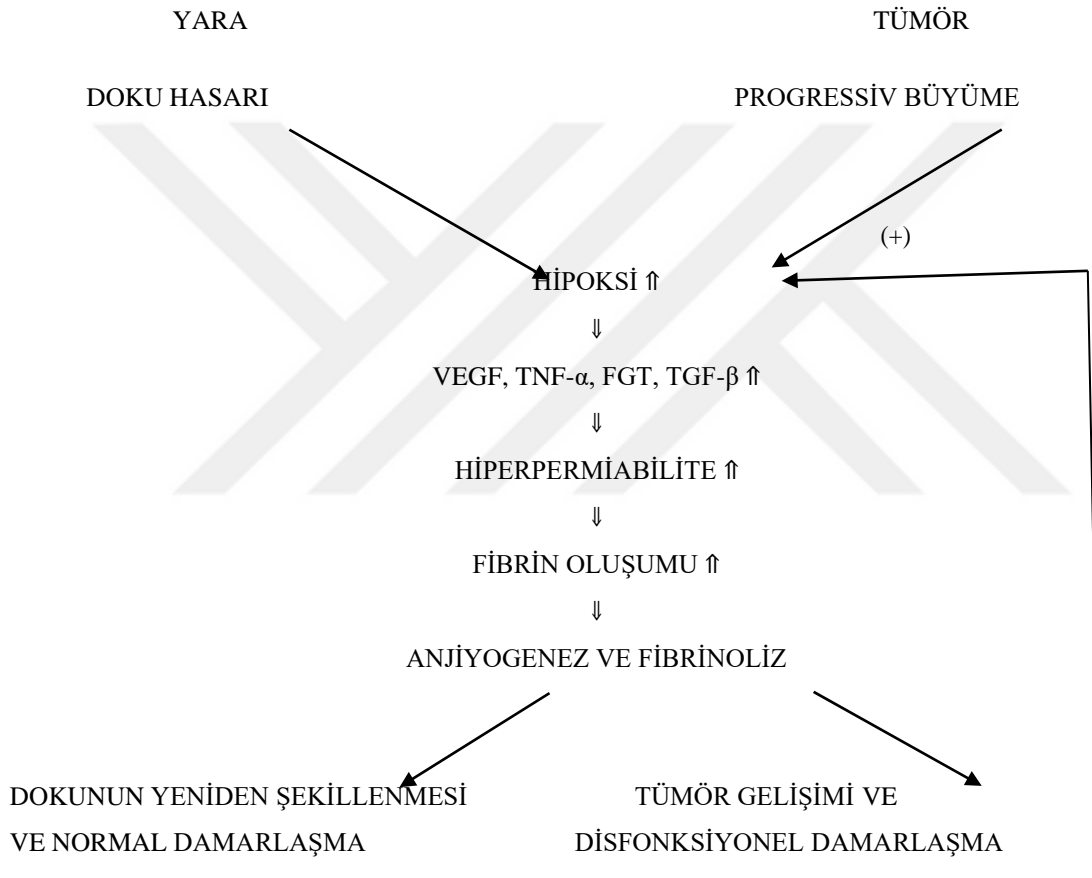 YARA TÜMÖR
DOKU HASARI PROGRESSİV BÜYÜME
(+)
HİPOKSİ ⇑
⇓
VEGF, TNF-α, FGT, TGF-β ⇑
⇓
HİPERPERMİABİLİTE ⇑
⇓
FİBRİN OLUŞUMU ⇑
⇓
ANJİYOGENEZ VE FİBRİNOLİZ
DOKUNUN YENİDEN ŞEKİLLENMESİ TÜMÖR GELİŞİMİ VE
VE NORMAL DAMARLAŞMA DİSFONKSİYONEL DAMARLAŞMA